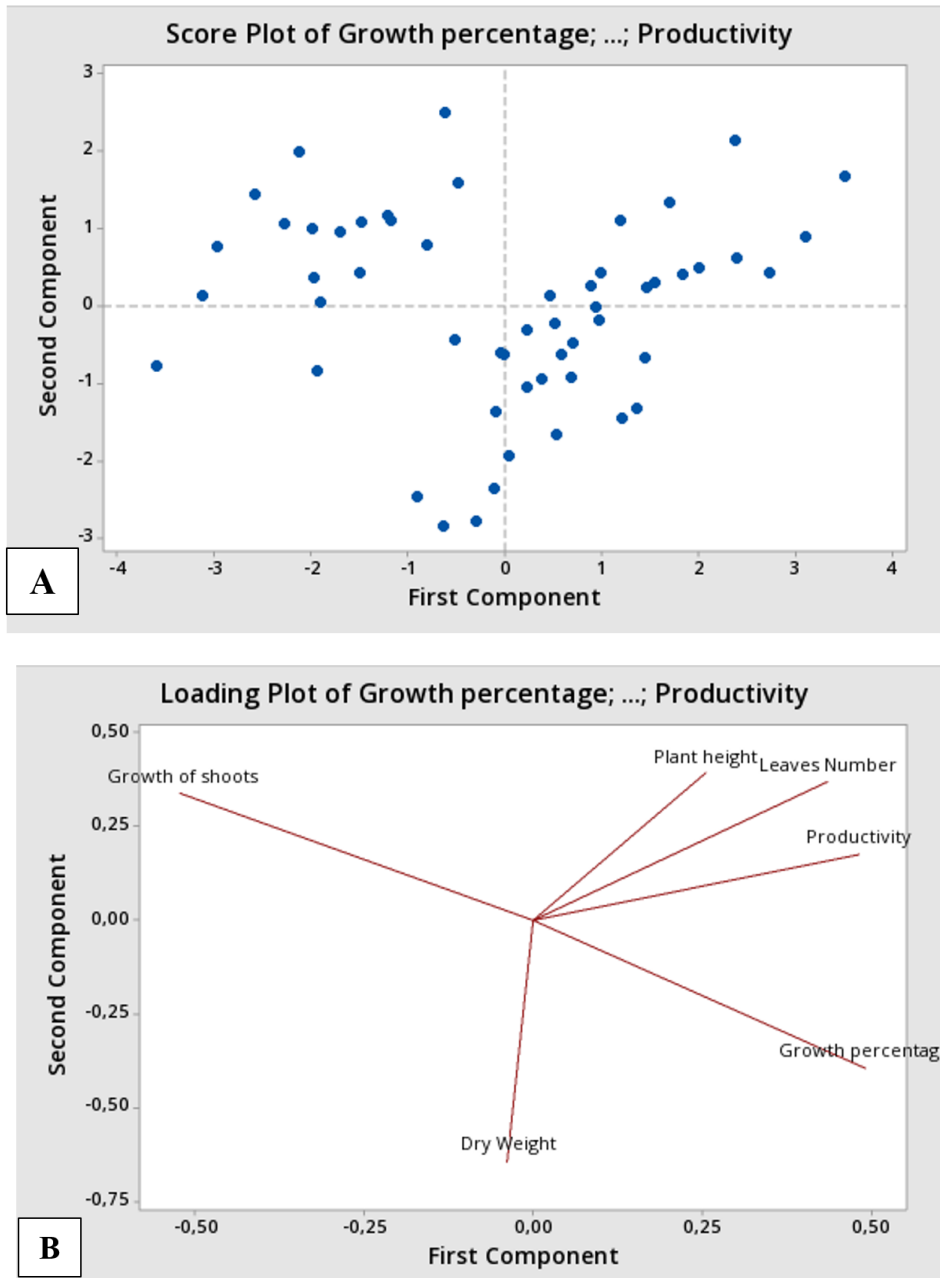 Score Plot of Growth percentage; ...; Productivity
3
2
1
0
-1
-2
-3
Second Component
-4 -3 -2 -1 0 1 2 3 4
First Component
A
Loading Plot of Growth percentage; ...; Productivity
0,50
0,25
0,00
-0,25
-0,50
-0,75
Second Component
Growth of shoots
Plant height
Leaves Number
Productivity
Growth percentag
Dry Weight
-0,50 -0,25 0,00 0,25 0,50
First Component
B